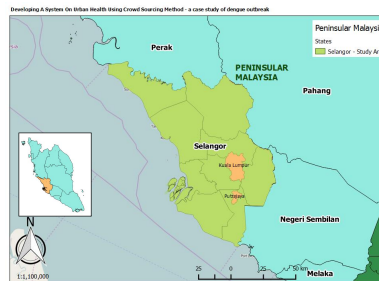 Developing A System On Urban Health Using Crowd Sourcing Method - a case study of dengue outbreak
Peninsular Malaysi
States
Selangor - Study Ar
Perak
PENINSULAR
MALAYSIA
Pahang
Selangor
Kuala Lumpur
Putrajaya
Negeri Sembilan
N
25 0 25 50 km
1:1,100,000
Melaka